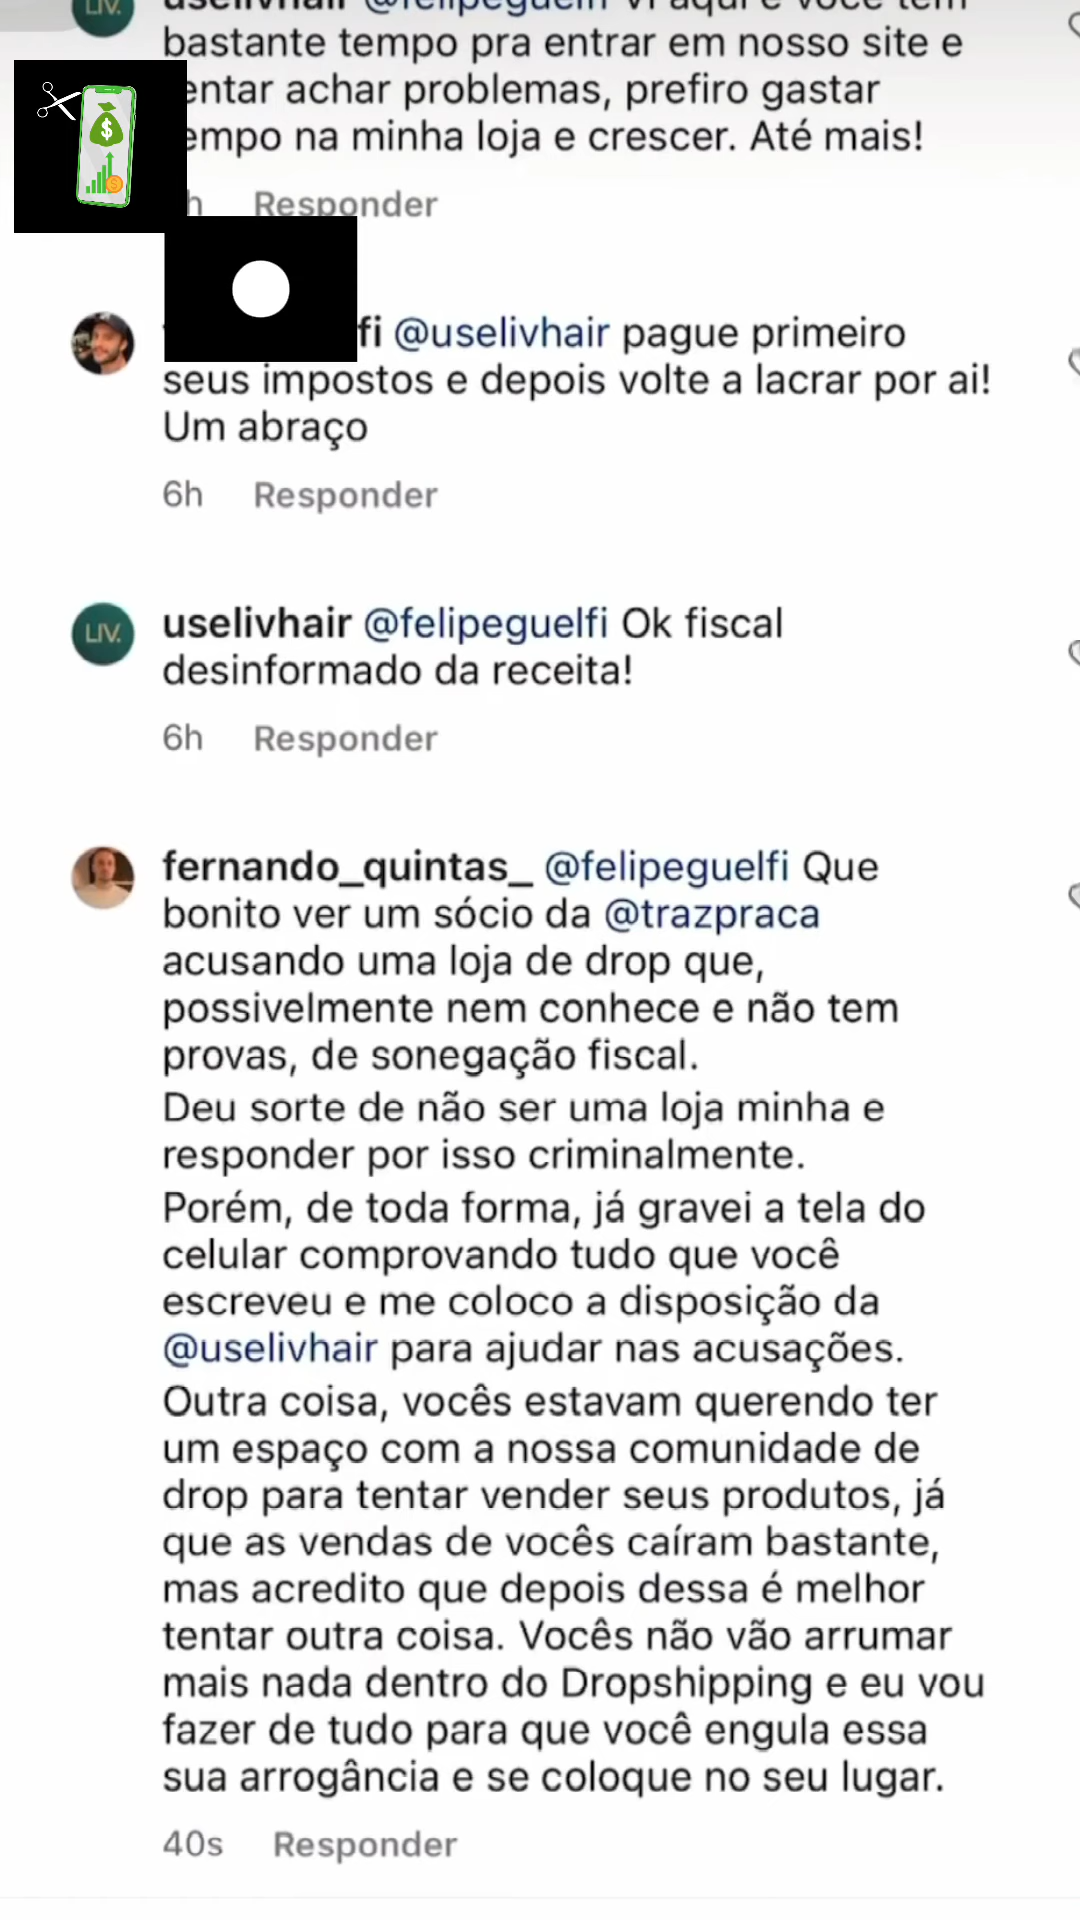 uselivhair @felipeguelfi Vi aqui e você tem
bastante tempo pra entrar em nosso site e
entar achar problemas, prefiro gastar
empo na minha loja e crescer. Até mais!
h Responder
fi @uselivhair pague primeiro
seus impostos e depois volte a lacrar por ai!
Um abraço
6h Responder
LIV.
uselivhair @felipeguelfi Ok fiscal
desinformado da receita!
6h Responder
fernando_quintas_ @felipeguelfi Que
bonito ver um sócio da @trazpraca
acusando uma loja de drop que,
possivelmente nem conhece e não tem
provas, de sonegação fiscal.
Deu sorte de não ser uma loja minha e
responder por isso criminalmente.
Porém, de toda forma, já gravei a tela do
celular comprovando tudo que você
escreveu e me coloco a disposição da
@uselivhair para ajudar nas acusações.
Outra coisa, vocês estavam querendo ter
um espaço com a nossa comunidade de
drop para tentar vender seus produtos, já
que as vendas de vocês caíram bastante,
mas acredito que depois dessa é melhor
tentar outra coisa. Vocês não vão arrumar
mais nada dentro do Dropshipping e eu vou
fazer de tudo para que você engula essa
sua arrogância e se coloque no seu lugar.
40s Responder